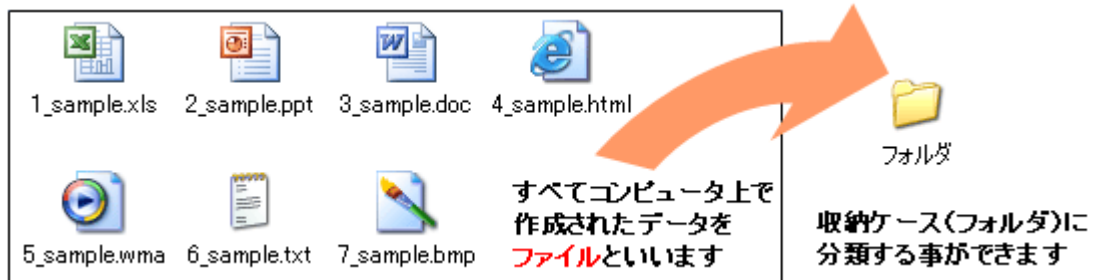 1_sample.xls 2_sample.ppt 3_sample.doc 4_sample.html
フォルダ
5_sample.wma 6_sample.txt 7_sample.bmp
すべてコンピュータ上で
作成されたデータを
ファイルといいます
収納ケース(フォルダ)に
分類する事ができます